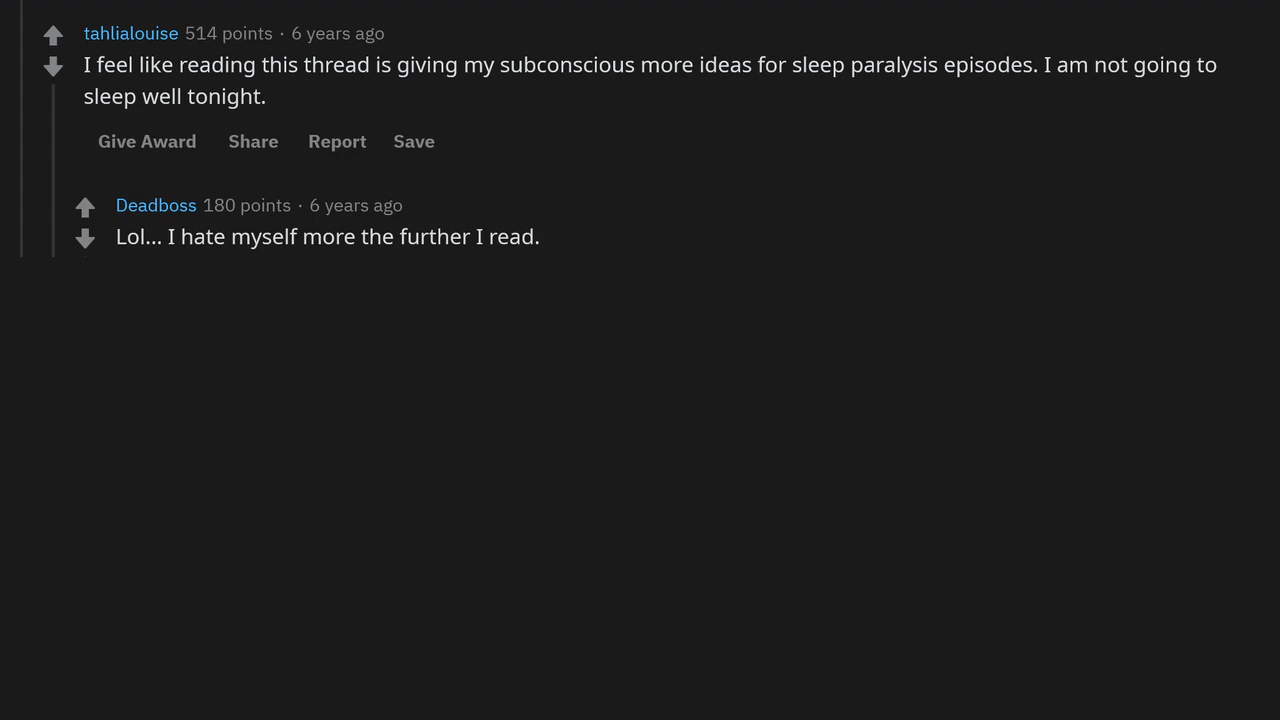 tahlialouise 514 points · 6 years ago
I feel like reading this thread is giving my subconscious more ideas for sleep paralysis episodes. I am not going to
sleep well tonight.
Give Award Share Report Save
Deadboss 180 points · 6 years ago
Lol... I hate myself more the further I read.